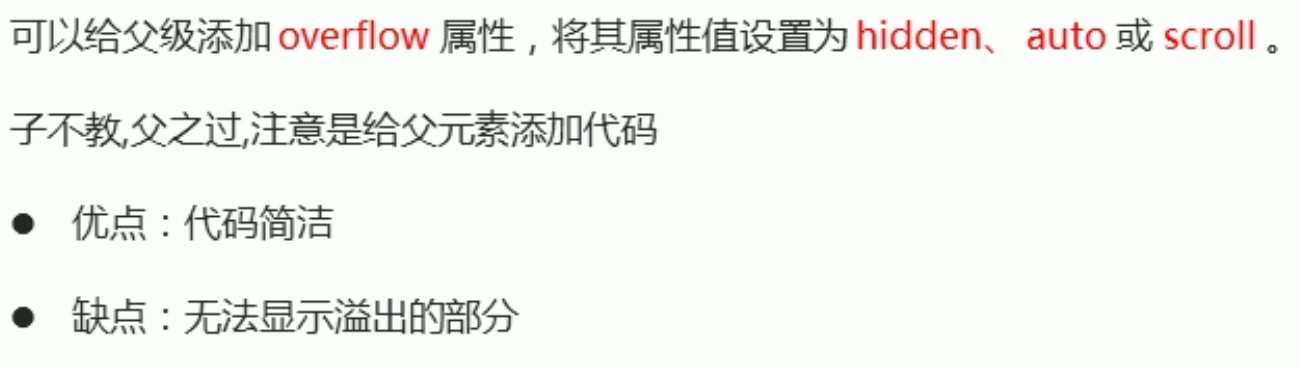 可以给父级添加 overflow 属性，将其属性值设置为 hidden、 auto 或 scroll 。
子不教,父之过,注意是给父元素添加代码
● 优点：代码简洁
● 缺点：无法显示溢出的部分